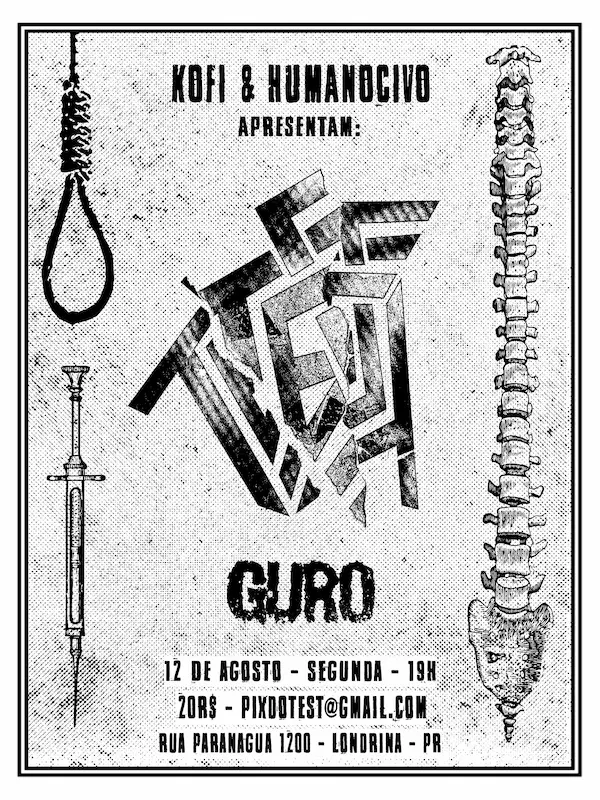 KOFI & HUMANOCIVO
APRESENTAM:
GURO
12 DE AGOSTO - SEGUNDA - 19H
20R$ - PIXDOTEST@GMAIL.COM
RUA PARANAGUA 1200 - LONDRINA - PR